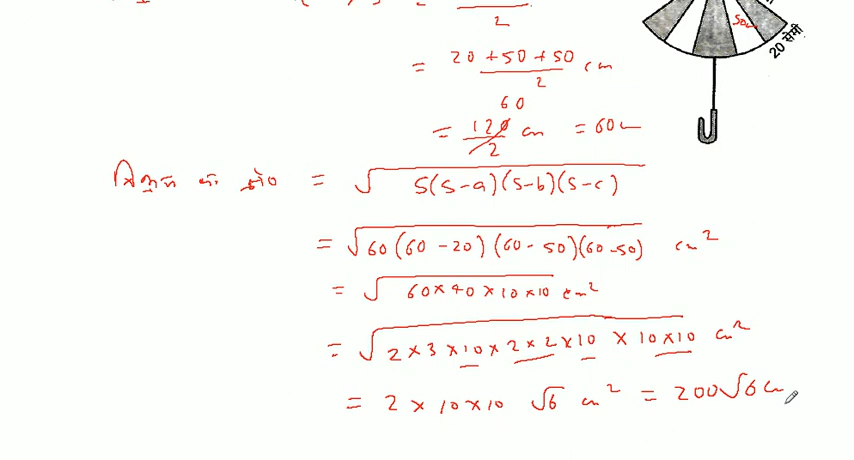 2
50cm
20 सेमी
= 20 + 50 + 50 / 2 cm
60
= 120 / 2 cm = 60cm
त्रिभुज का क्षे० = √ S(S-a)(S-b)(S-c)
= √60(60-20)(60-50)(60-50) cm²
= √ 60×40×10×10 cm²
= √2×3×10×2×2×10×10×10 cm²
= 2×10×10 √6 cm² = 200√6 cm